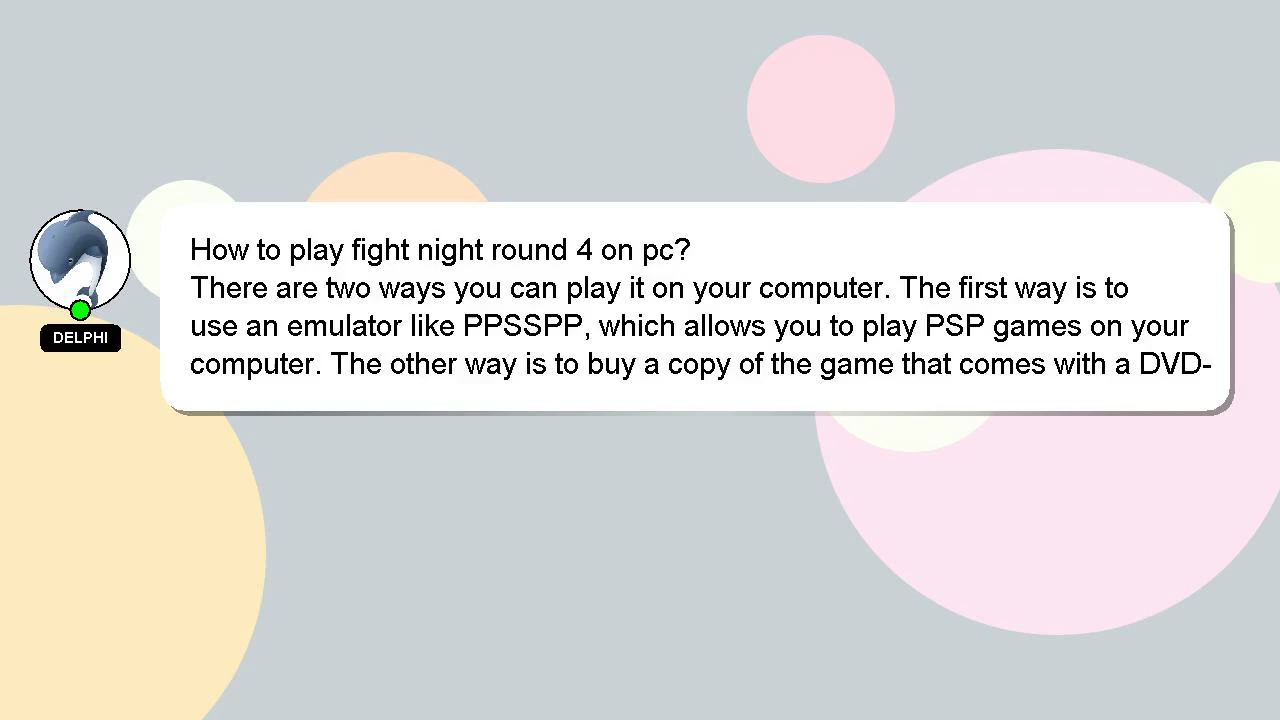 How to play fight night round 4 on pc?
There are two ways you can play it on your computer. The first way is to
use an emulator like PPSSPP, which allows you to play PSP games on your
computer. The other way is to buy a copy of the game that comes with a DVD-
DELPHI